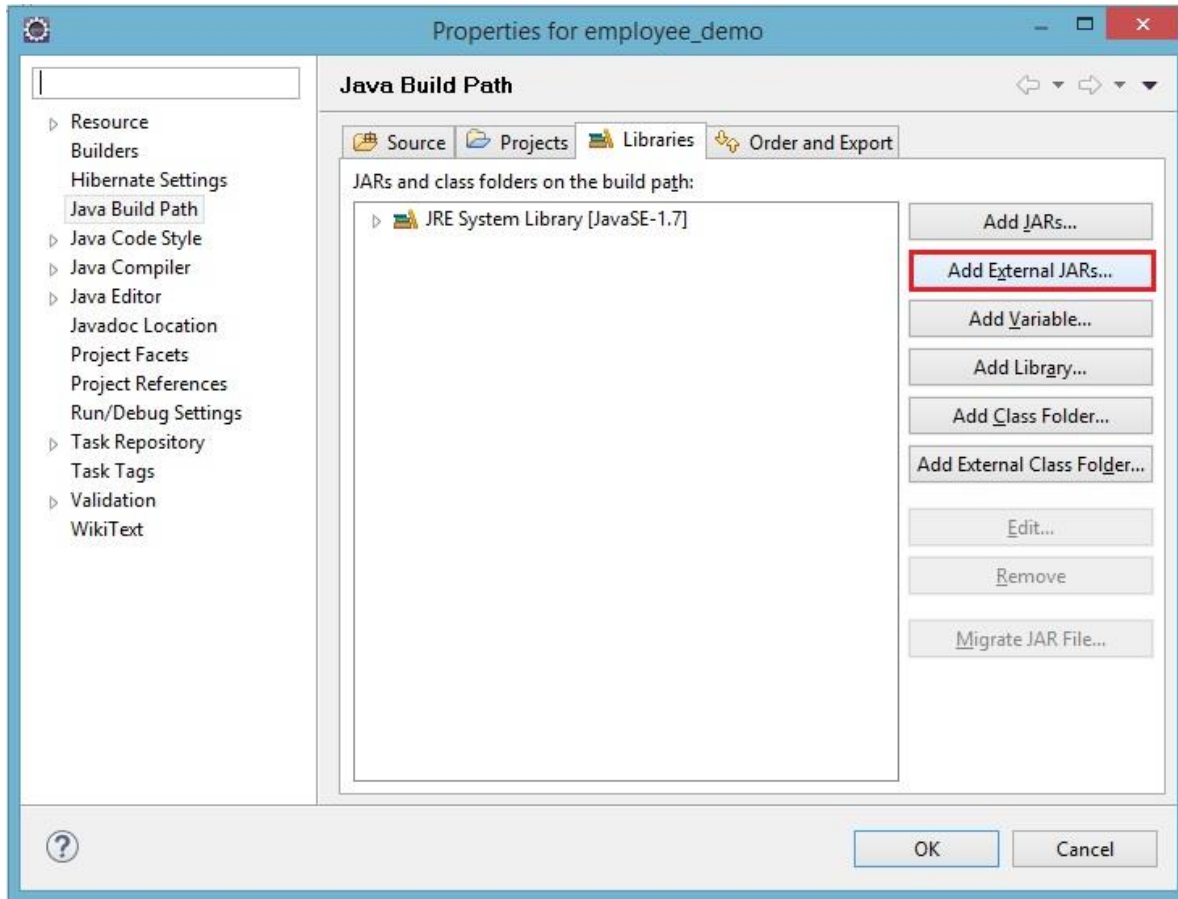 Properties for employee_demo
Java Build Path
Resource
Builders
Hibernate Settings
Java Build Path
Java Code Style
Java Compiler
Java Editor
Javadoc Location
Project Facets
Project References
Run/Debug Settings
Task Repository
Task Tags
Validation
WikiText
Source Projects Libraries Order and Export
JARs and class folders on the build path:
JRE System Library [JavaSE-1.7]
Add JARs...
Add External JARs...
Add Variable...
Add Library...
Add Class Folder...
Add External Class Folder...
Edit...
Remove
Migrate JAR File...
?
OK Cancel